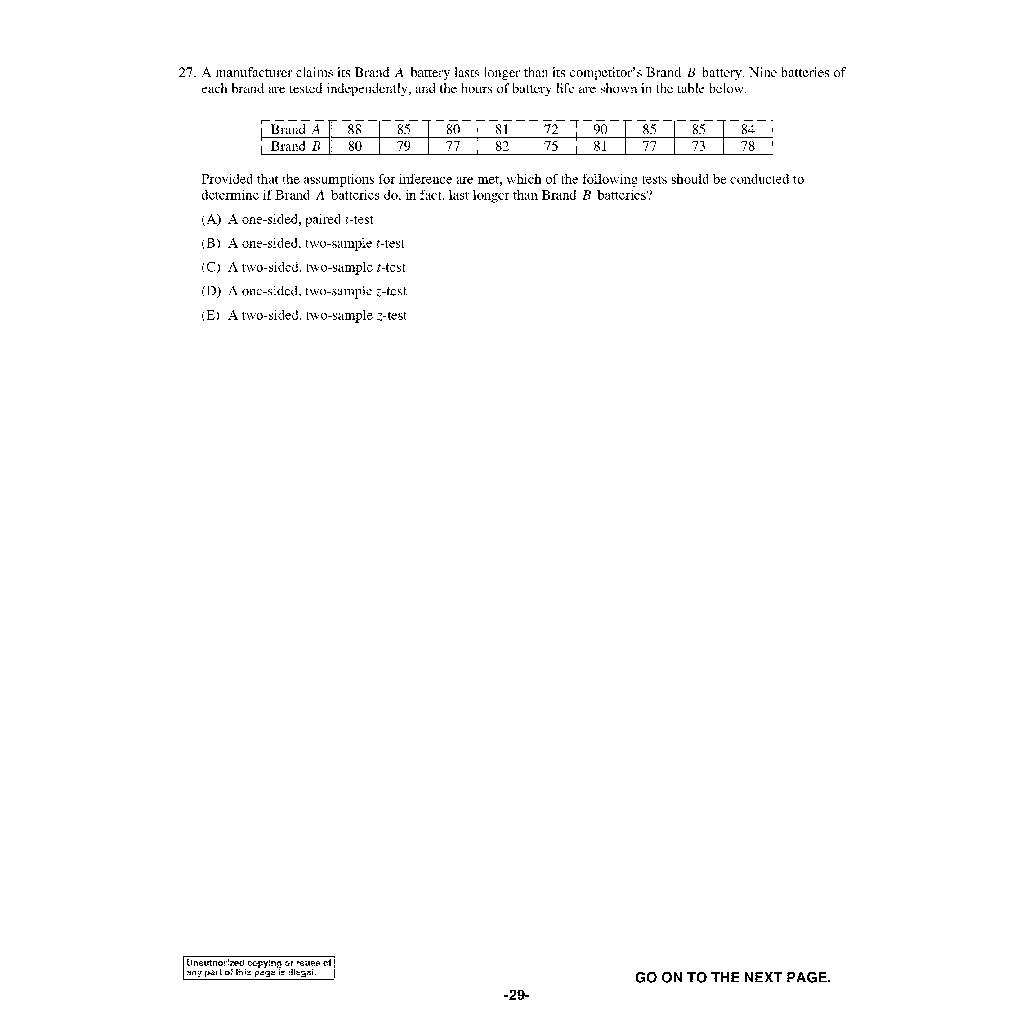 27. A manufacturer claims its Brand A battery lasts longer than its competitor's Brand B battery. Nine batteries of
each brand are tested independently, and the hours of battery life are shown in the table below.
Brand A 88 85 80 81 72 90 85 85 84
Brand B 80 79 77 82 75 81 77 73 78
Provided that the assumptions for inference are met, which of the following tests should be conducted to
determine if Brand A batteries do, in fact, last longer than Brand B batteries?
(A) A one-sided, paired t-test
(B) A one-sided, two-sample t-test
(C) A two-sided, two-sample t-test
(D) A one-sided, two-sample z-test
(E) A two-sided, two-sample z-test
Unauthorized copying or reuse of
any part of this page is illegal.
GO ON TO THE NEXT PAGE.
-29-